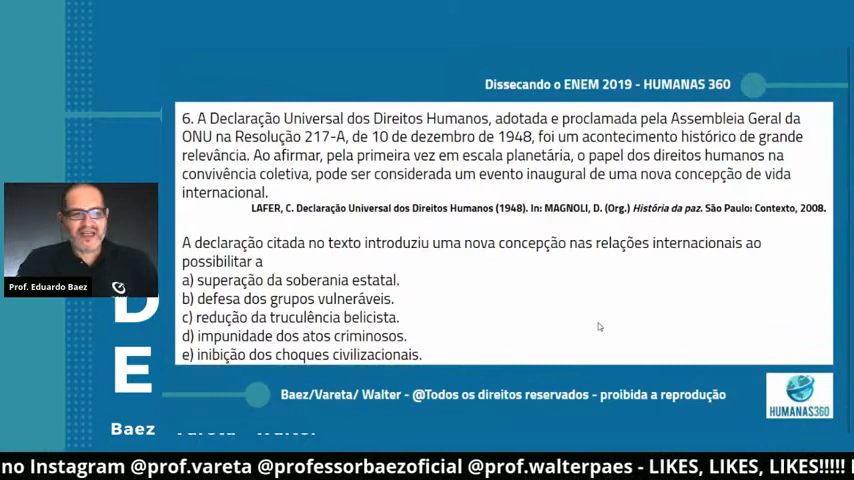 Dissecando o ENEM 2019 - HUMANAS 360
6. A Declaração Universal dos Direitos Humanos, adotada e proclamada pela Assembleia Geral da
ONU na Resolução 217-A, de 10 de dezembro de 1948, foi um acontecimento histórico de grande
relevância. Ao afirmar, pela primeira vez em escala planetária, o papel dos direitos humanos na
convivência coletiva, pode ser considerada um evento inaugural de uma nova concepção de vida
internacional.
LAFER, C. Declaração Universal dos Direitos Humanos (1948). In: MAGNOLI, D. (Org.) História da paz. São Paulo: Contexto, 2008.
A declaração citada no texto introduziu uma nova concepção nas relações internacionais ao
possibilitar a
a) superação da soberania estatal.
b) defesa dos grupos vulneráveis.
c) redução da truculência belicista.
d) impunidade dos atos criminosos.
e) inibição dos choques civilizacionais.
Prof. Eduardo Baez
D
E
Baez
Baez/Vareta/ Walter - @Todos os direitos reservados - proibida a reprodução
HUMANAS360
no Instagram @prof.vareta @professorbaezoficial @prof.walterpaes - LIKES, LIKES, LIKES!!!!!